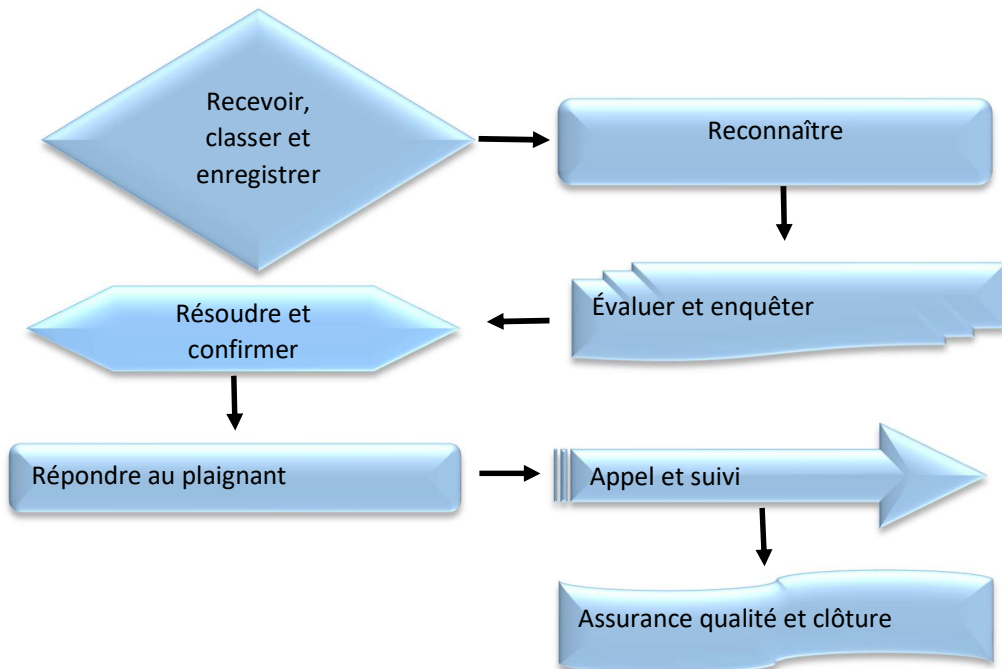 Recevoir,
classer et
enregistrer
Reconnaître
Évaluer et enquêter
Résoudre et
confirmer
Répondre au plaignant
Appel et suivi
Assurance qualité et clôture